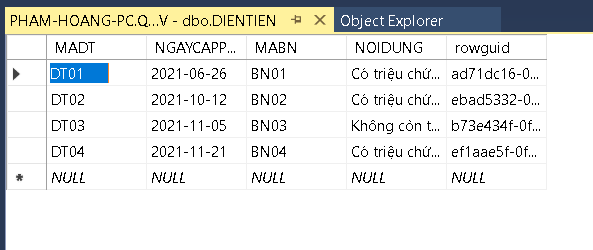 PHAM-HOANG-PC.Q...V - dbo.DIENTIEN Object Explorer
MADT NGAYCAPP... MABN NOIDUNG rowguid
DT01 2021-06-26 BN01 Có triệu chứ... ad71dc16-0...
DT02 2021-10-12 BN02 Có triệu chứ... ebad5332-0...
DT03 2021-11-05 BN03 Không còn t... b73e434f-0f...
DT04 2021-11-21 BN04 Có triệu chứ... ef1aae5f-0f...
NULL NULL NULL NULL NULL